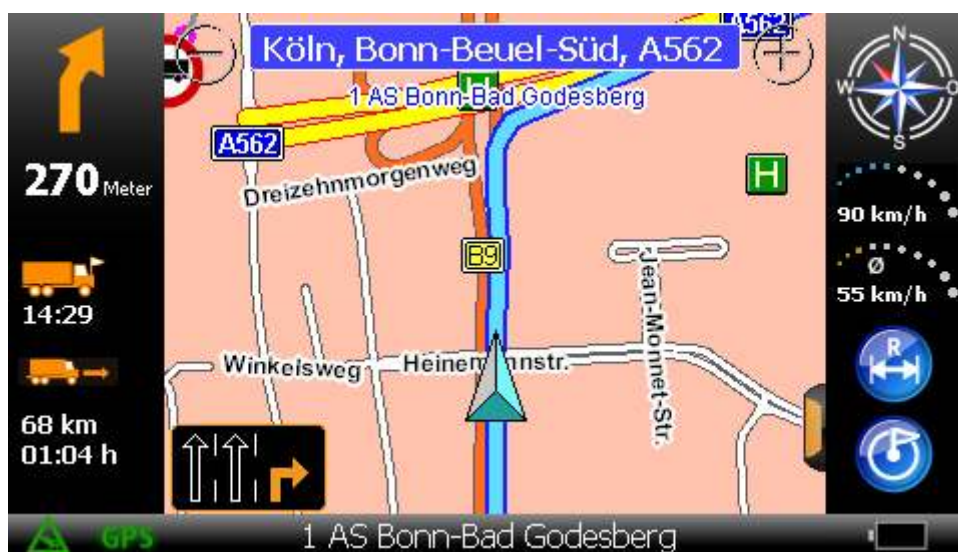 A562
Köln, Bonn-Beuel-Süd, A562
H
1 AS Bonn-Bad Godesberg
A562
Dreizehnmorgenweg
H
B9
Jean-Monnet-Str.
Winkelsweg
270 Meter
14:29
68 km
01:04 h
N
W
O
S
90 km/h
Ø
55 km/h
R
GPS
1 AS Bonn-Bad Godesberg